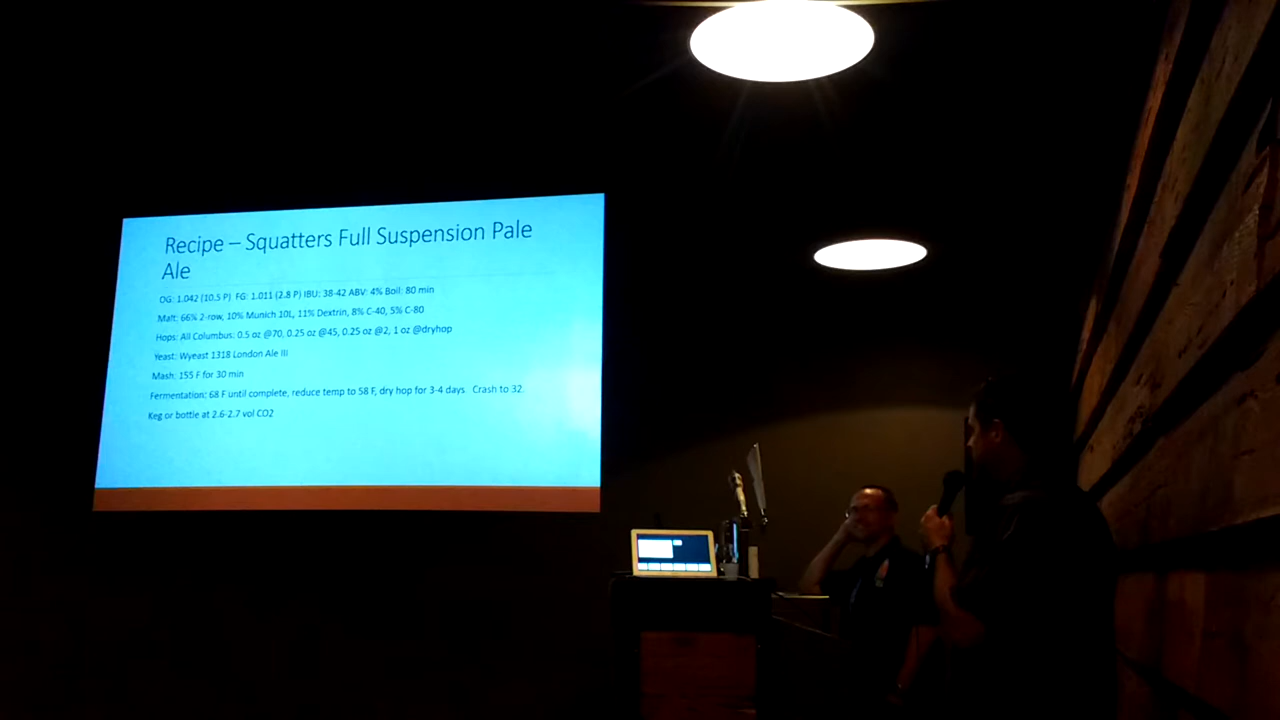 Recipe – Squatters Full Suspension Pale
Ale
OG: 1.042 (10.5 P) FG: 1.011 (2.8 P) IBU: 38-42 ABV: 4% Boil: 80 min
Malt: 66% 2-row, 10% Munich 10L, 11% Dextrin, 8% C-40, 5% C-80
Hops: All Columbus: 0.5 oz @70, 0.25 oz @45, 0.25 oz @2, 1 oz @dryhop
Yeast: Wyeast 1318 London Ale III
Mash: 155 F for 30 min
Fermentation: 68 F until complete, reduce temp to 58 F, dry hop for 3-4 days. Crash to 32.
Keg or bottle at 2.6-2.7 vol CO2